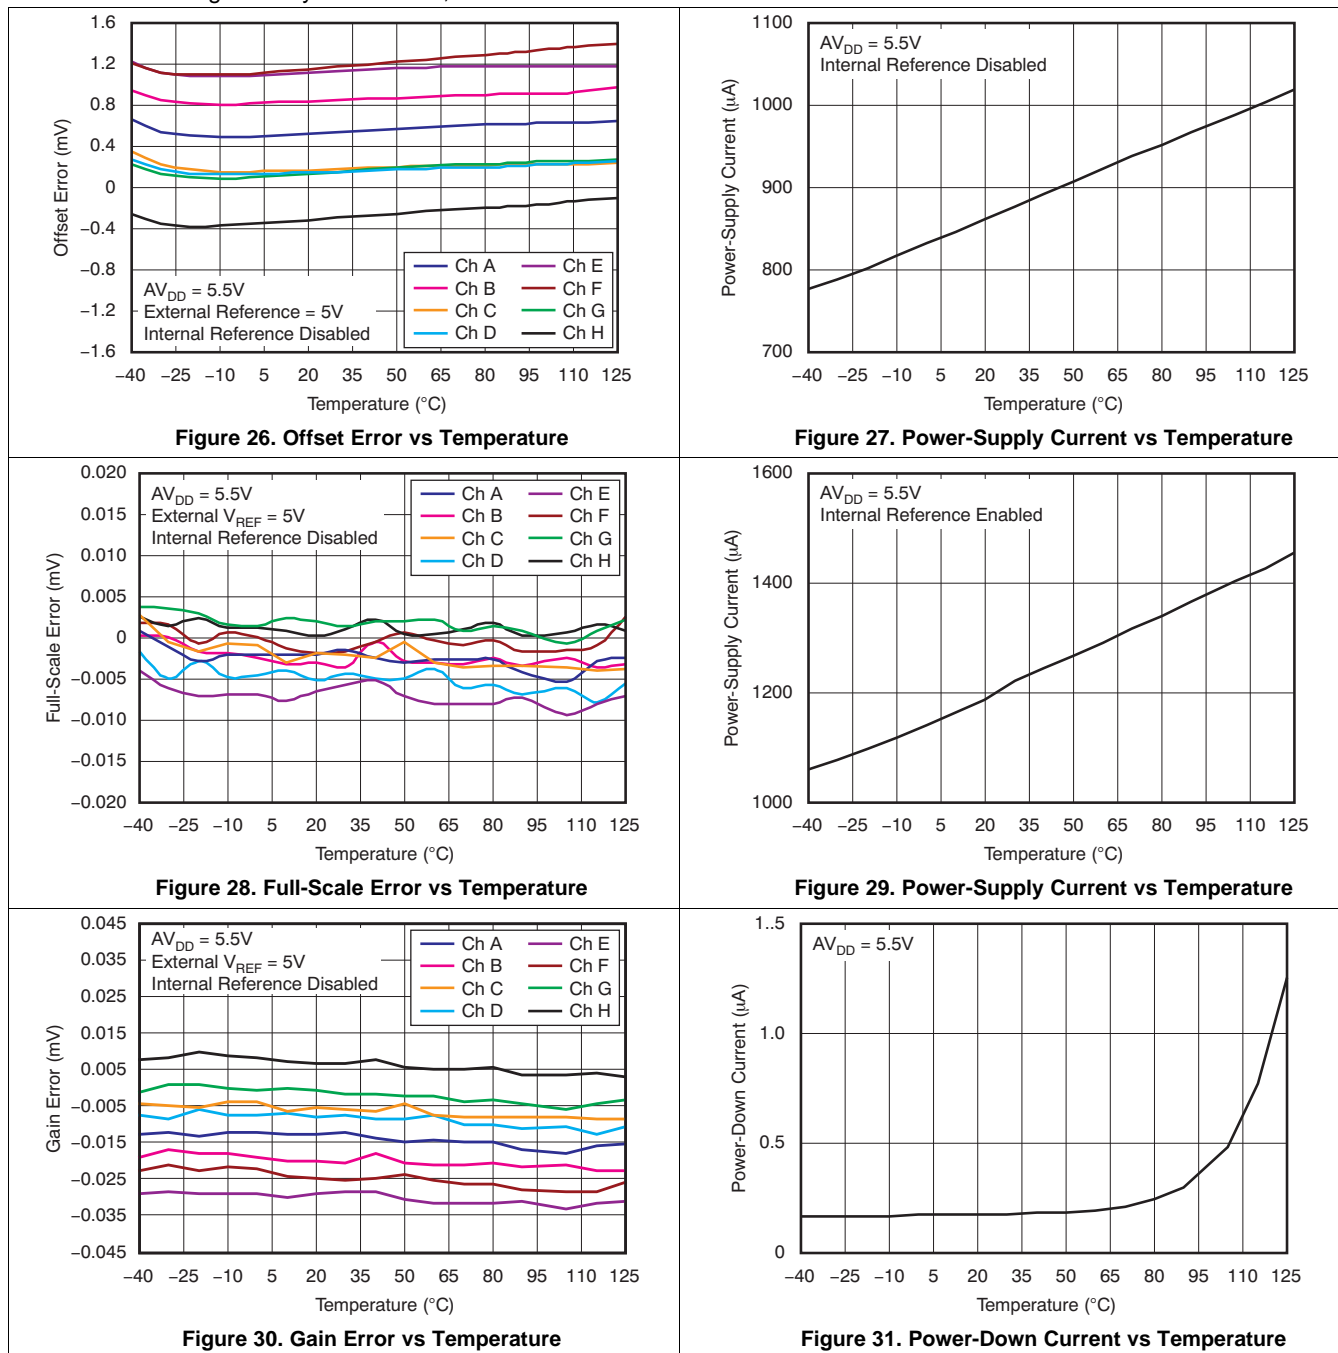 1.6
1.2
0.8
0.4
0
−0.4
−0.8
−1.2
−1.6
Offset Error (mV)
AVDD = 5.5V
External Reference = 5V
Internal Reference Disabled
Ch A
Ch B
Ch C
Ch D
Ch E
Ch F
Ch G
Ch H
−40 −25 −10 5 20 35 50 65 80 95 110 125
Temperature (°C)
Figure 26. Offset Error vs Temperature
1100
1000
900
800
700
Power-Supply Current (μA)
AVDD = 5.5V
Internal Reference Disabled
−40 −25 −10 5 20 35 50 65 80 95 110 125
Temperature (°C)
Figure 27. Power-Supply Current vs Temperature
0.020
0.015
0.010
0.005
0
−0.005
−0.010
−0.015
−0.020
Full-Scale Error (mV)
AVDD = 5.5V
External VREF = 5V
Internal Reference Disabled
Ch A
Ch B
Ch C
Ch D
Ch E
Ch F
Ch G
Ch H
−40 −25 −10 5 20 35 50 65 80 95 110 125
Temperature (°C)
Figure 28. Full-Scale Error vs Temperature
1600
1400
1200
1000
Power-Supply Current (μA)
AVDD = 5.5V
Internal Reference Enabled
−40 −25 −10 5 20 35 50 65 80 95 110 125
Temperature (°C)
Figure 29. Power-Supply Current vs Temperature
0.045
0.035
0.025
0.015
0.005
−0.005
−0.015
−0.025
−0.035
−0.045
Gain Error (mV)
AVDD = 5.5V
External VREF = 5V
Internal Reference Disabled
Ch A
Ch B
Ch C
Ch D
Ch E
Ch F
Ch G
Ch H
−40 −25 −10 5 20 35 50 65 80 95 110 125
Temperature (°C)
Figure 30. Gain Error vs Temperature
1..5
1.0
0.5
0
Power-Down Current (μA)
AVDD = 5.5V
−40 −25 −10 5 20 35 50 65 80 95 110 125
Temperature (°C)
Figure 31. Power-Down Current vs Temperature